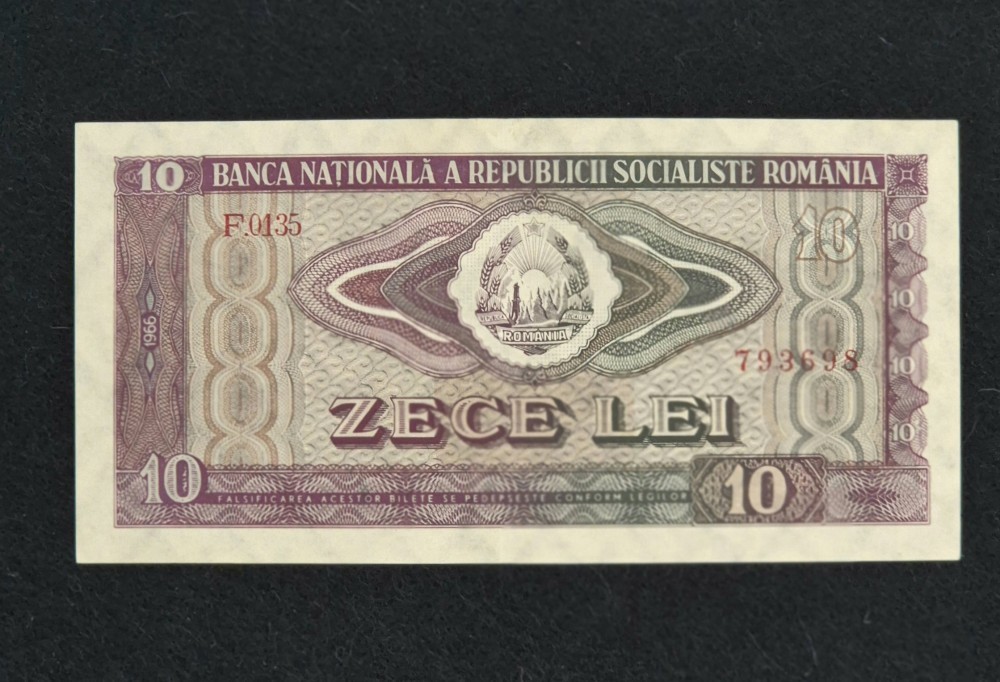 10 BANCA NAȚIONALĂ A REPUBLICII SOCIALISTE ROMÂNIA
F.0135
10
10
10
1966
ROMANIA
793698
10
ZECE LEI
10
10
FALSIFICAREA ACESTOR BILETE SE PEDEPSEȘTE CONFORM LEGILOR
10